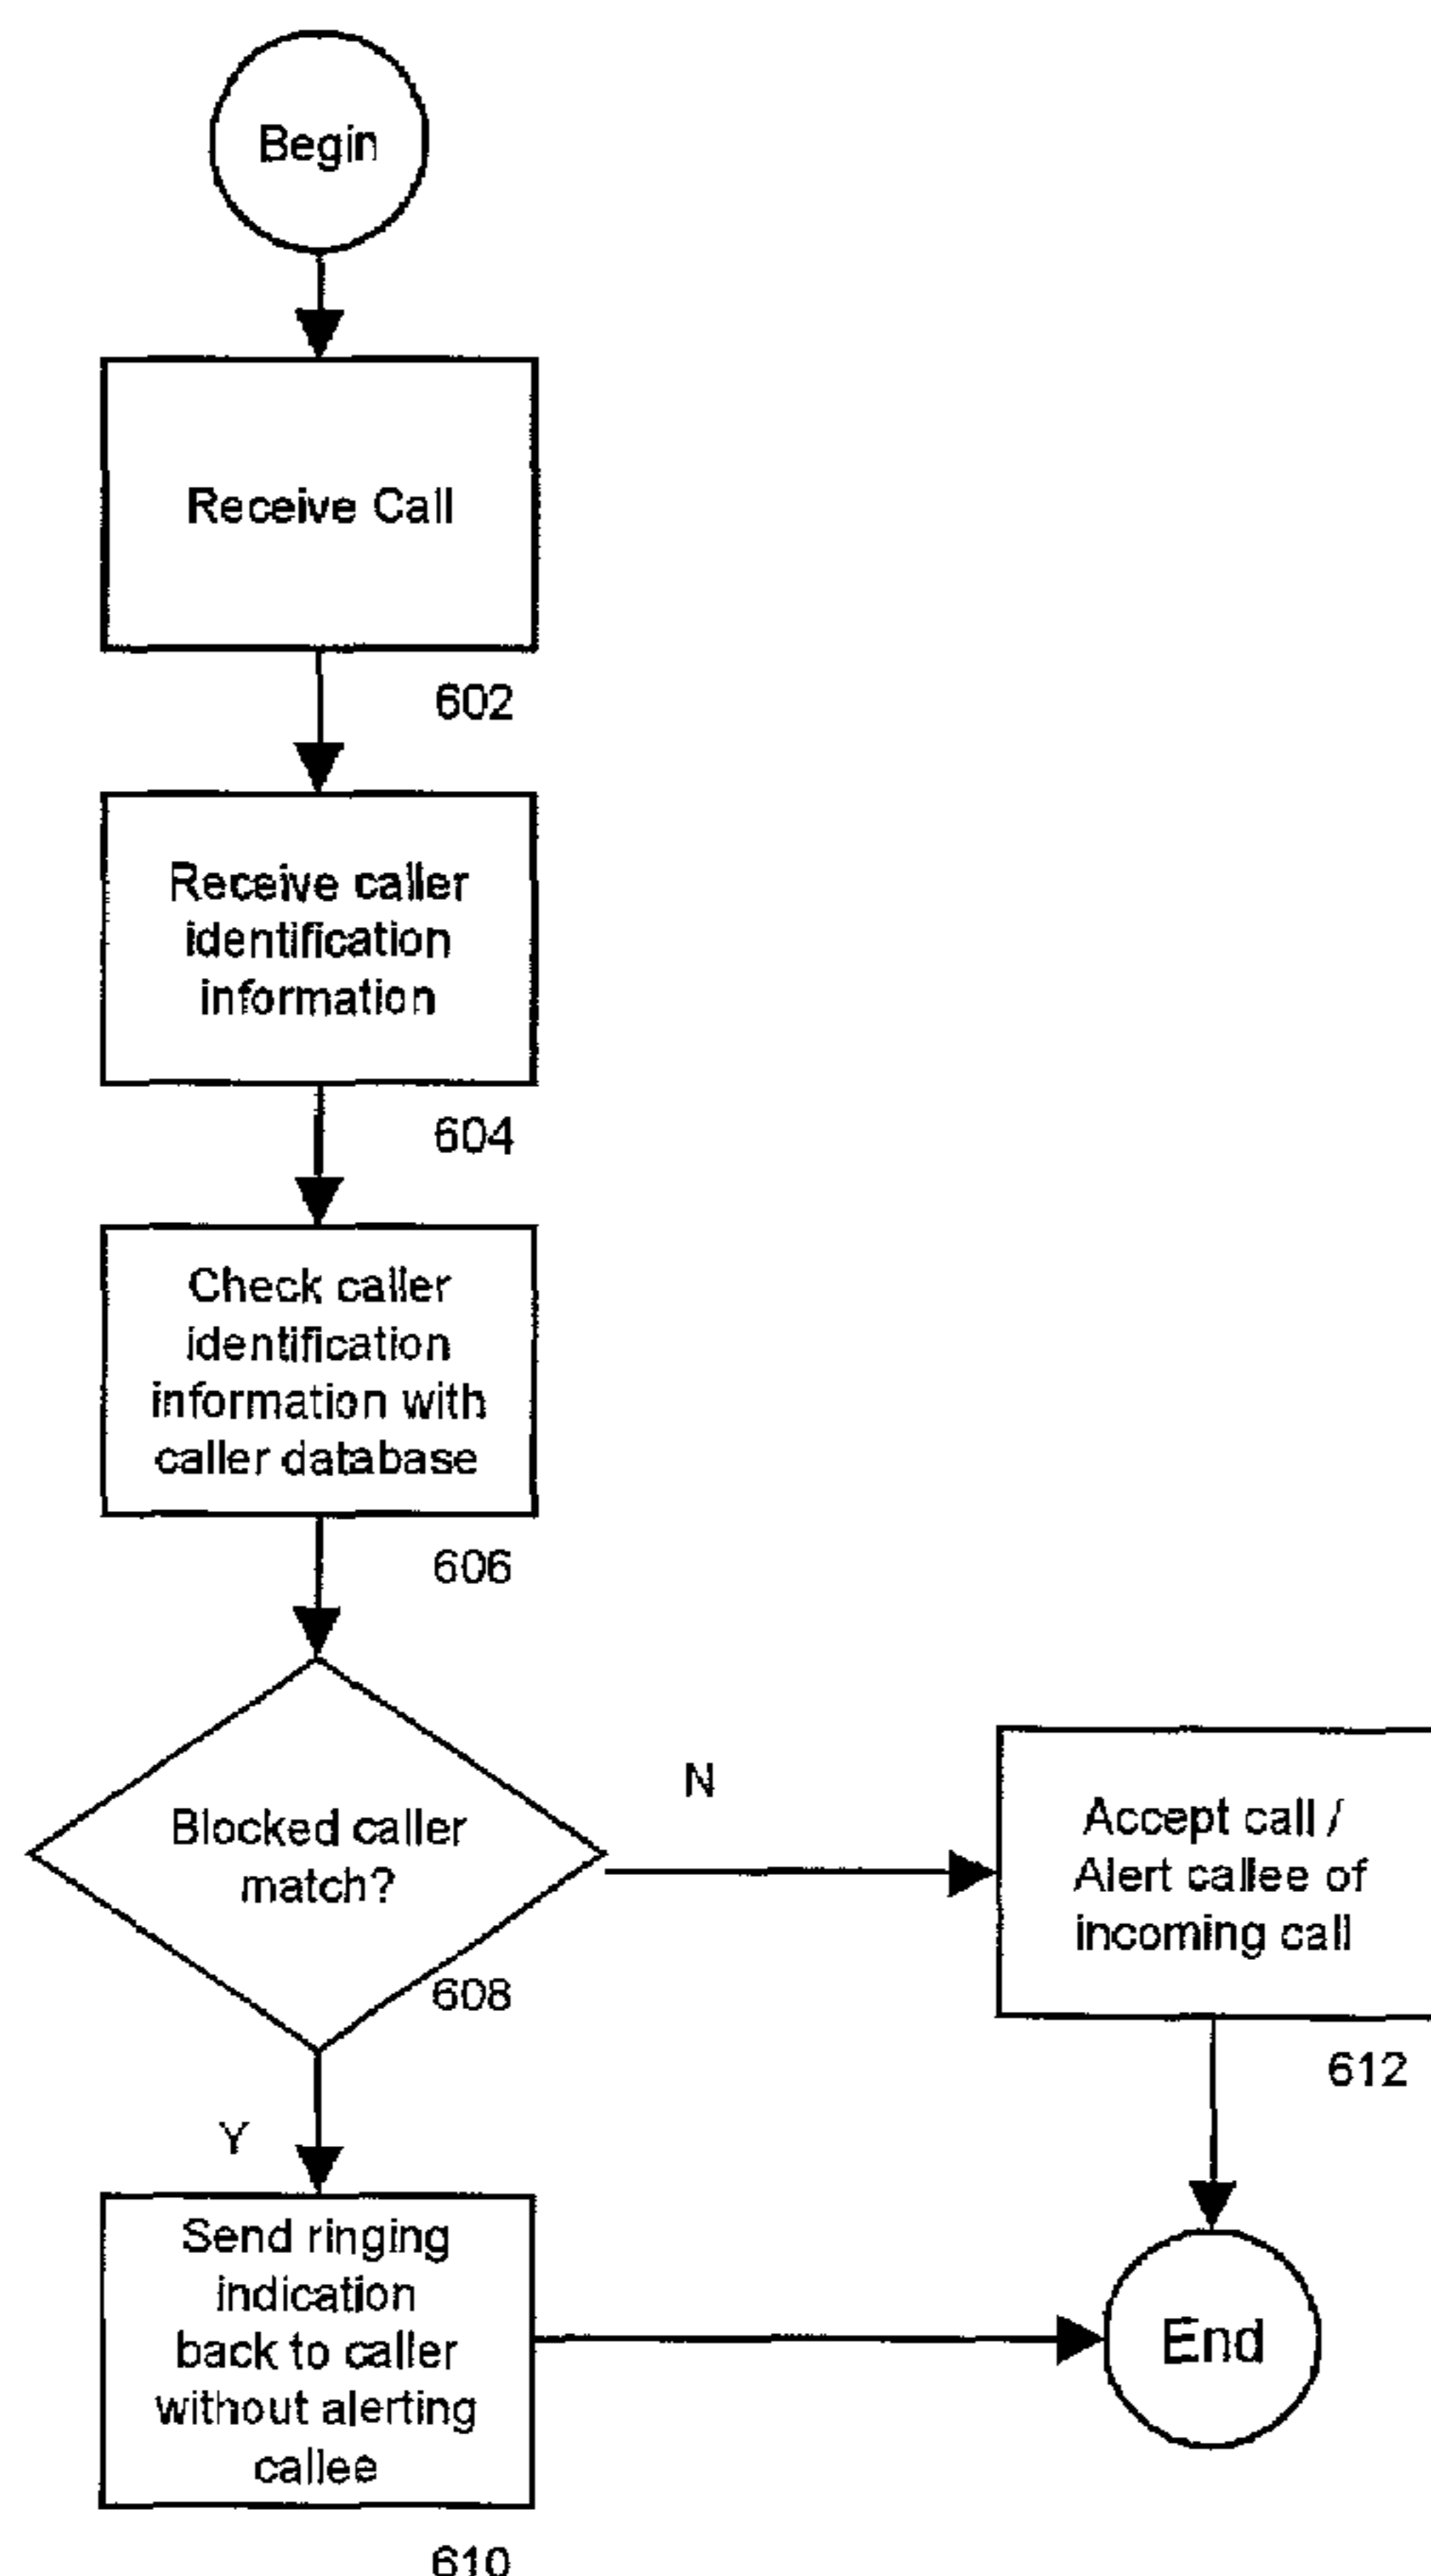 Begin
Receive Call
602
Receive caller
identification
information
604
Check caller
identification
information with
caller database
606
Blocked caller
match?
608
N
Accept call /
Alert callee of
incoming call
612
Y
Send ringing
indication
back to caller
without alerting
callee
610
End